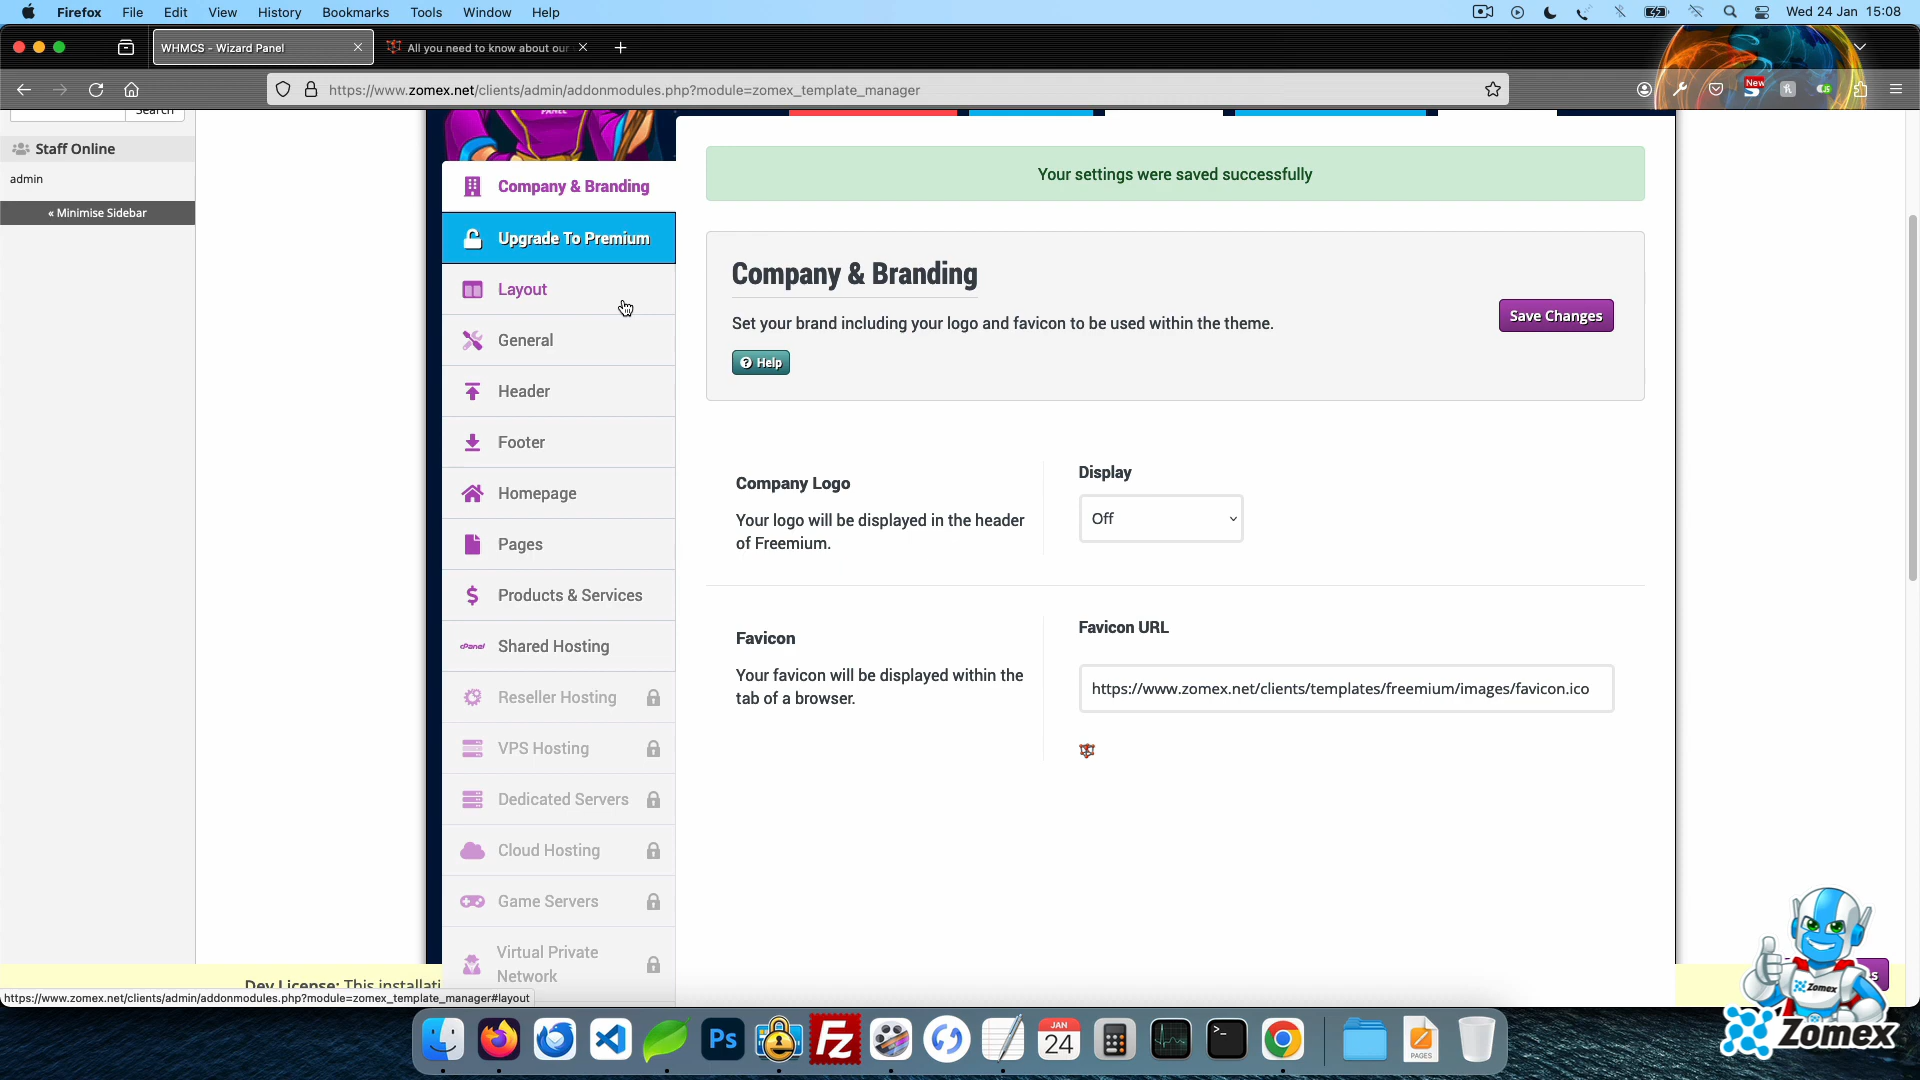 Firefox File Edit View History Bookmarks Tools Window Help Wed 24 Jan 15:08
WHMCS - Wizard Panel All you need to know about our
https://www.zomex.net/clients/admin/addonmodules.php?module=zomex_template_manager New
Search
PANEL
Staff Online
admin
« Minimise Sidebar
Company & Branding
Upgrade To Premium
Layout
General
Header
Footer
Homepage
Pages
Products & Services
cPanel Shared Hosting
Reseller Hosting
VPS Hosting
Dedicated Servers
Cloud Hosting
Game Servers
Virtual Private
Network
Your settings were saved successfully
Company & Branding
Set your brand including your logo and favicon to be used within the theme.
Save Changes
Help
Company Logo
Your logo will be displayed in the header
of Freemium.
Display
Off
Favicon
Your favicon will be displayed within the
tab of a browser.
Favicon URL
https://www.zomex.net/clients/templates/freemium/images/favicon.ico
Dev License: This installati
https://www.zomex.net/clients/admin/addonmodules.php?module=zomex_template_manager#layout
Ps
JAN
24
PAGES
Zomex
Zomex